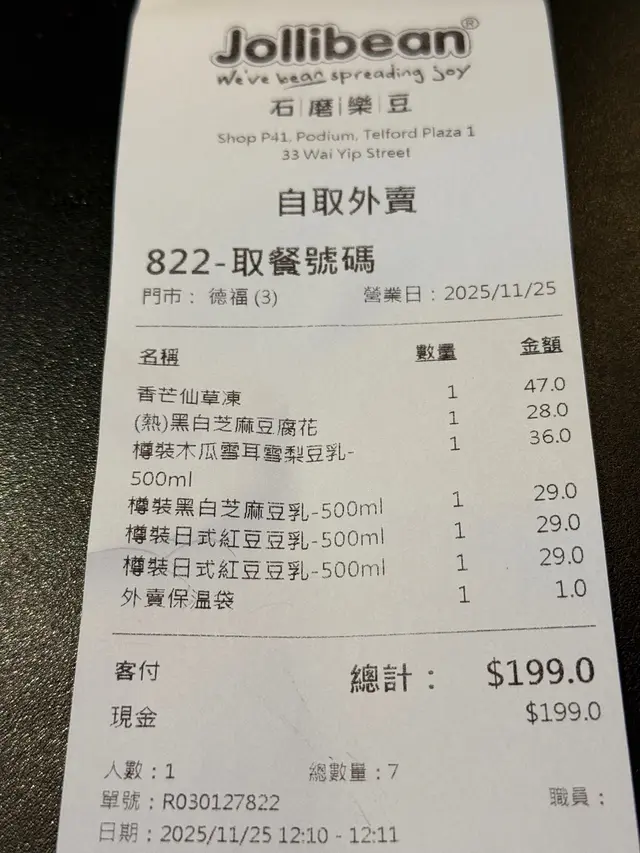 Jollibean®
We've bean spreading Joy
石|磨|樂|豆
Shop P41, Podium, Telford Plaza 1
33 Wai Yip Street
自取外賣
822-取餐號碼
門市： 德福 (3) 營業日：2025/11/25
名稱 數量 金額
香芒仙草凍 1 47.0
(熱)黑白芝麻豆腐花 1 28.0
樽裝木瓜雪耳雪梨豆乳- 1 36.0
500ml
樽裝黑白芝麻豆乳-500ml 1 29.0
樽裝日式紅豆豆乳-500ml 1 29.0
樽裝日式紅豆豆乳-500ml 1 29.0
外賣保溫袋 1 1.0
客付 總計： $199.0
現金 $199.0
人數：1 總數量：7
單號：R030127822 職員：
日期：2025/11/25 12:10 - 12:11